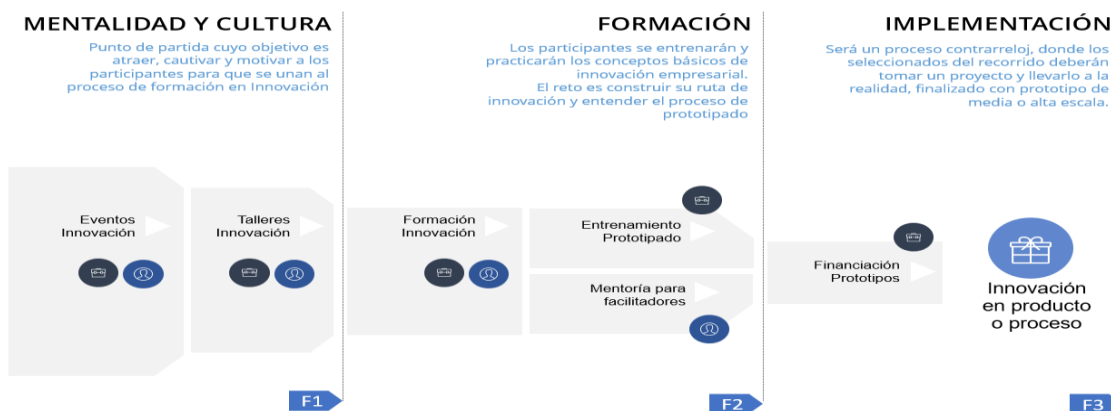 MENTALIDAD Y CULTURA
Punto de partida cuyo objetivo es
atraer, cautivar y motivar a los
participantes para que se unan al
proceso de formación en Innovación
Eventos
Innovación
Talleres
Innovación
F1
FORMACIÓN
Los participantes se entrenarán y
practicarán los conceptos básicos de
innovación empresarial.
El reto es construir su ruta de
innovación y entender el proceso de
prototipado
Formación
Innovación
Entrenamiento
Prototipado
Mentoría para
facilitadores
F2
IMPLEMENTACIÓN
Será un proceso contrarreloj, donde los
seleccionados del recorrido deberán
tomar un proyecto y llevarlo a la
realidad, finalizado con prototipo de
media o alta escala.
Financiación
Prototipos
Innovación
en producto
o proceso
F3